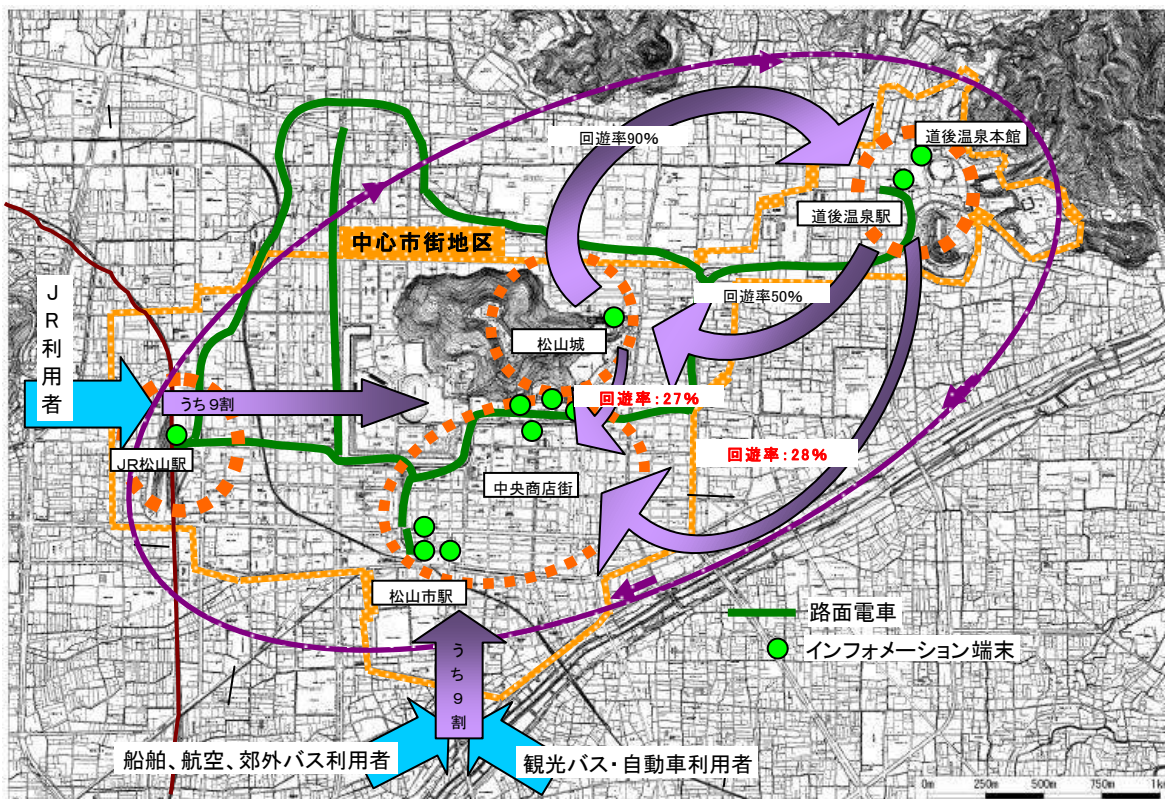 回遊率90%
道後温泉本館
道後温泉駅
中心市街地区
JR利用者
回遊率50%
松山城
うち9割
回遊率:27%
JR松山駅
回遊率:28%
中央商店街
松山市駅
路面電車
インフォメーション端末
うち9割
船舶、航空、郊外バス利用者
観光バス・自動車利用者
0m 250m 500m 750m 1k